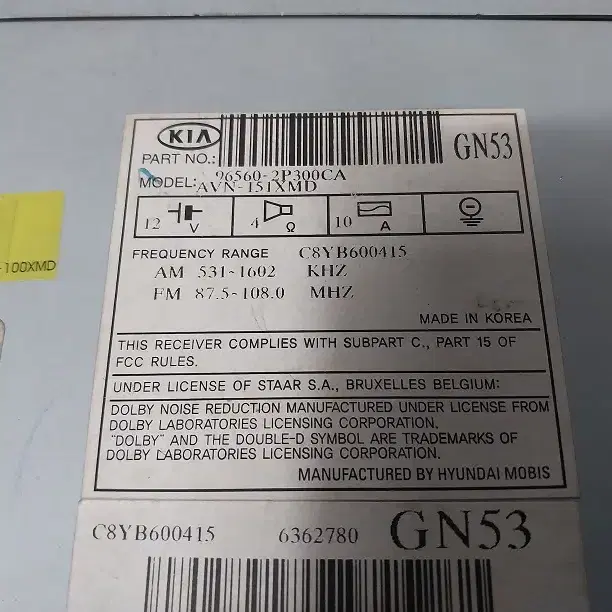 KIA
GN53
PART NO.:
96560-2P300CA
MODEL: AVN-151XMD
12 V
4 Ω
10 A
-100XMD
FREQUENCY RANGE C8YB600415
AM 531~1602 KHZ
FM 87.5~108.0 MHZ
MADE IN KOREA
THIS RECEIVER COMPLIES WITH SUBPART C., PART 15 OF
FCC RULES.
UNDER LICENSE OF STAAR S.A., BRUXELLES BELGIUM:
DOLBY NOISE REDUCTION MANUFACTURED UNDER LICENSE FROM
DOLBY LABORATORIES LICENSING CORPORATION.
"DOLBY" AND THE DOUBLE-D SYMBOL ARE TRADEMARKS OF
DOLBY LABORATORIES LICENSING CORPORATION.
MANUFACTURED BY HYUNDAI MOBIS
C8YB600415 6362780 GN53